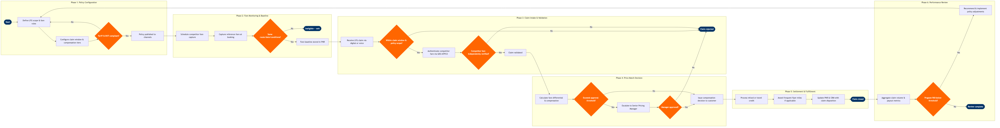 Phase 1: Policy Configuration
Start
Define LFG scope & fare
rules
No
Configure claim window &
compensation tiers
Tariff & DOT compliant?
Yes
Policy published to
channels
Phase 2: Fare Monitoring & Baseline
Schedule competitor fare
capture
Capture reference fare at
booking
Same
route/date/conditions?
No
Ineligible – exit
Yes
Fare baseline stored in PNR
Phase 3: Claim Intake & Validation
Receive LFG claim via
digital or voice
Within claim window &
policy scope?
No
Yes
Authenticate competitor
fare via GDS/ATPCO
Competitor fare
independently verified?
No
Yes
Claim validated
Claim rejected
No
Phase 4: Price Match Decision
Calculate fare differential
& compensation
Exceeds approval
threshold?
No
Yes
Escalate to Senior Pricing
Manager
Manager approved?
Yes
Issue compensation
decision to customer
Phase 5: Settlement & Fulfillment
Process refund or travel
credit
Award frequent flyer miles
if applicable
Update PNR & CRM with
claim disposition
Claim closed
Phase 6: Performance Review
Recommend & implement
policy adjustments
Yes
Aggregate claim volume &
payout metrics
Program ROI below
threshold?
No
Review complete